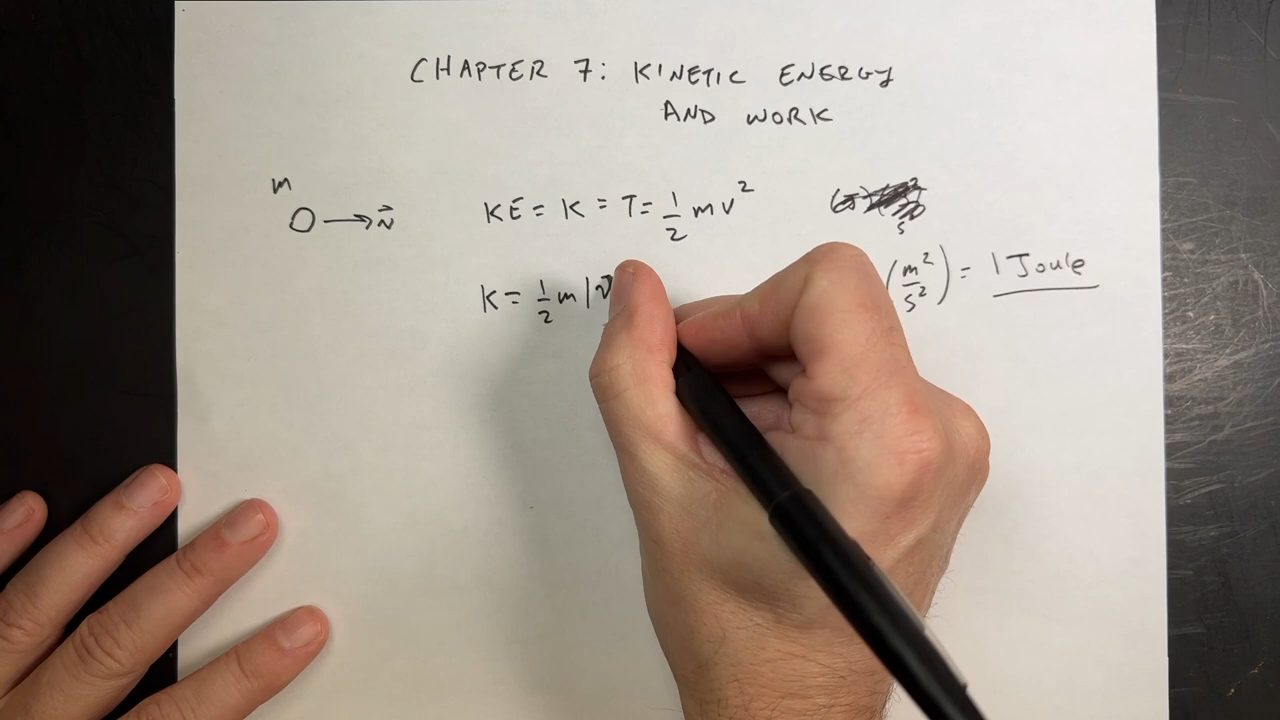 CHAPTER 7: KINETIC ENERGY
AND WORK
m
→ v⃗
KE = K = T = 1/2 mv²
s
K = 1/2 m|v⃗
(m²/s²) = 1 Joule